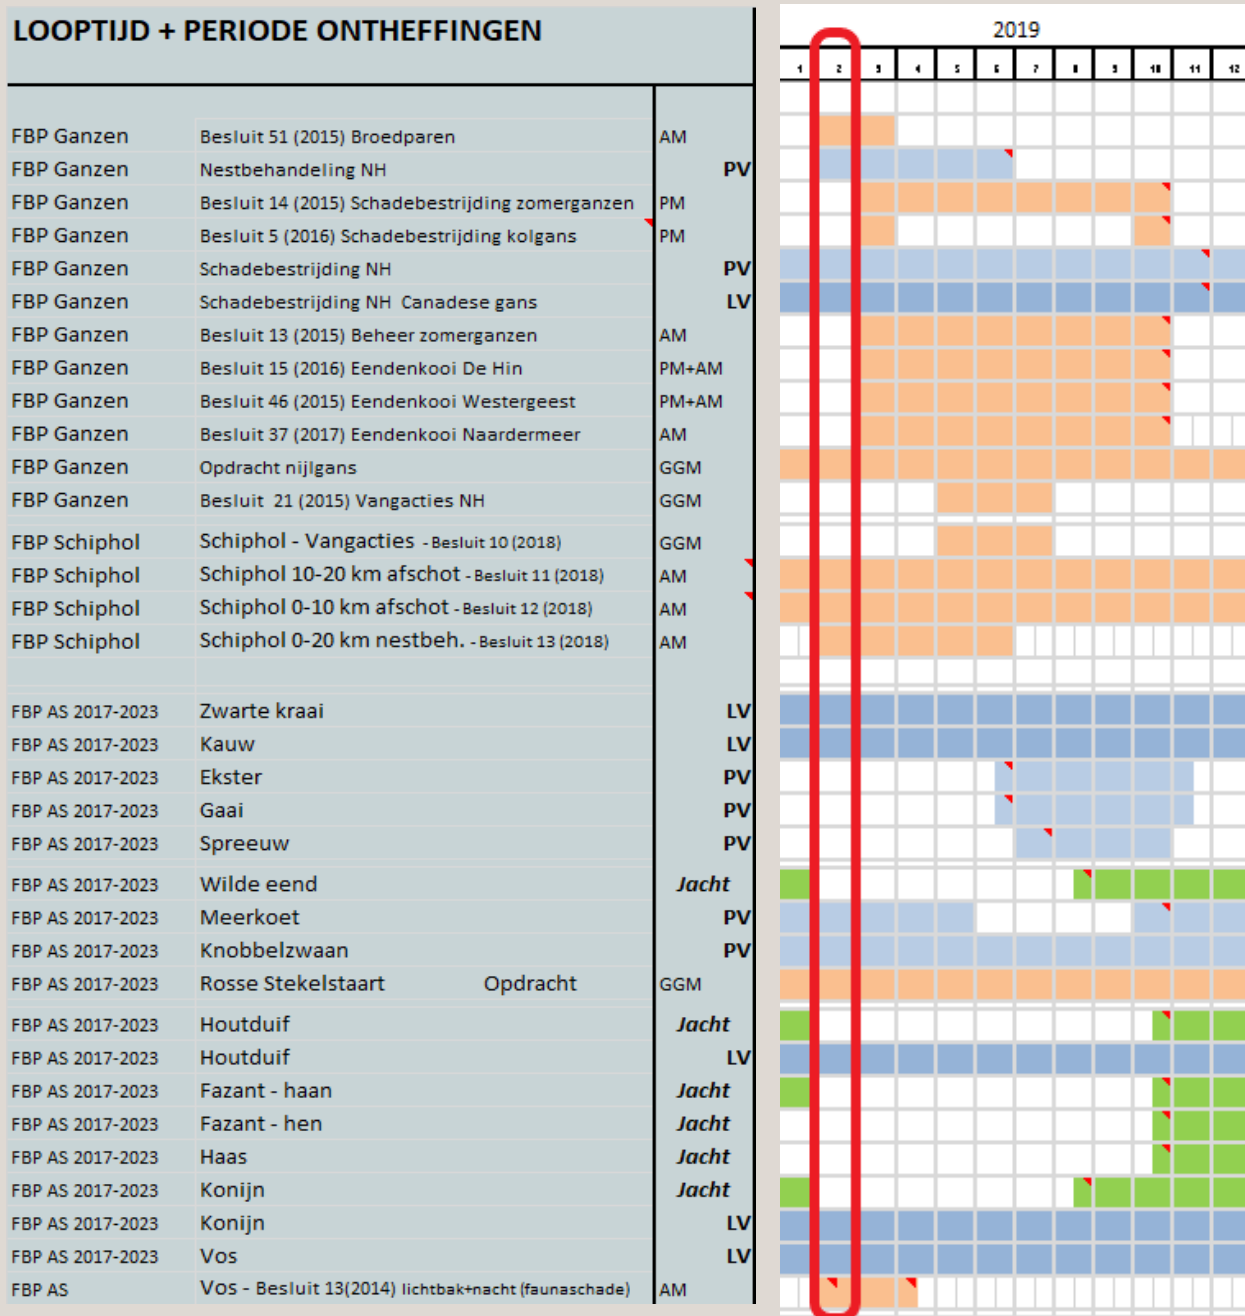 LOOPTIJD + PERIODE ONTHEFFINGEN
2019
1 2 3 4 5 6 7 8 9 10 11 12
FBP Ganzen Besluit 51 (2015) Broedparen AM
FBP Ganzen Nestbehandeling NH PV
FBP Ganzen Besluit 14 (2015) Schadebestrijding zomerganzen PM
FBP Ganzen Besluit 5 (2016) Schadebestrijding kolgans PM
FBP Ganzen Schadebestrijding NH PV
FBP Ganzen Schadebestrijding NH Canadese gans LV
FBP Ganzen Besluit 13 (2015) Beheer zomerganzen AM
FBP Ganzen Besluit 15 (2016) Eendenkooi De Hin PM+AM
FBP Ganzen Besluit 46 (2015) Eendenkooi Westergeest PM+AM
FBP Ganzen Besluit 37 (2017) Eendenkooi Naardermeer AM
FBP Ganzen Opdracht nijlgans GGM
FBP Ganzen Besluit 21 (2015) Vangacties NH GGM
FBP Schiphol Schiphol - Vangacties - Besluit 10 (2018) GGM
FBP Schiphol Schiphol 10-20 km afschot - Besluit 11 (2018) AM
FBP Schiphol Schiphol 0-10 km afschot - Besluit 12 (2018) AM
FBP Schiphol Schiphol 0-20 km nestbeh. - Besluit 13 (2018) AM
FBP AS 2017-2023 Zwarte kraai LV
FBP AS 2017-2023 Kauw LV
FBP AS 2017-2023 Ekster PV
FBP AS 2017-2023 Gaai PV
FBP AS 2017-2023 Spreeuw PV
FBP AS 2017-2023 Wilde eend Jacht
FBP AS 2017-2023 Meerkoet PV
FBP AS 2017-2023 Knobbelzwaan PV
FBP AS 2017-2023 Rosse Stekelstaart Opdracht GGM
FBP AS 2017-2023 Houtduif Jacht
FBP AS 2017-2023 Houtduif LV
FBP AS 2017-2023 Fazant - haan Jacht
FBP AS 2017-2023 Fazant - hen Jacht
FBP AS 2017-2023 Haas Jacht
FBP AS 2017-2023 Konijn Jacht
FBP AS 2017-2023 Konijn LV
FBP AS 2017-2023 Vos LV
FBP AS Vos - Besluit 13(2014) lichtbak+nacht (faunaschade) AM